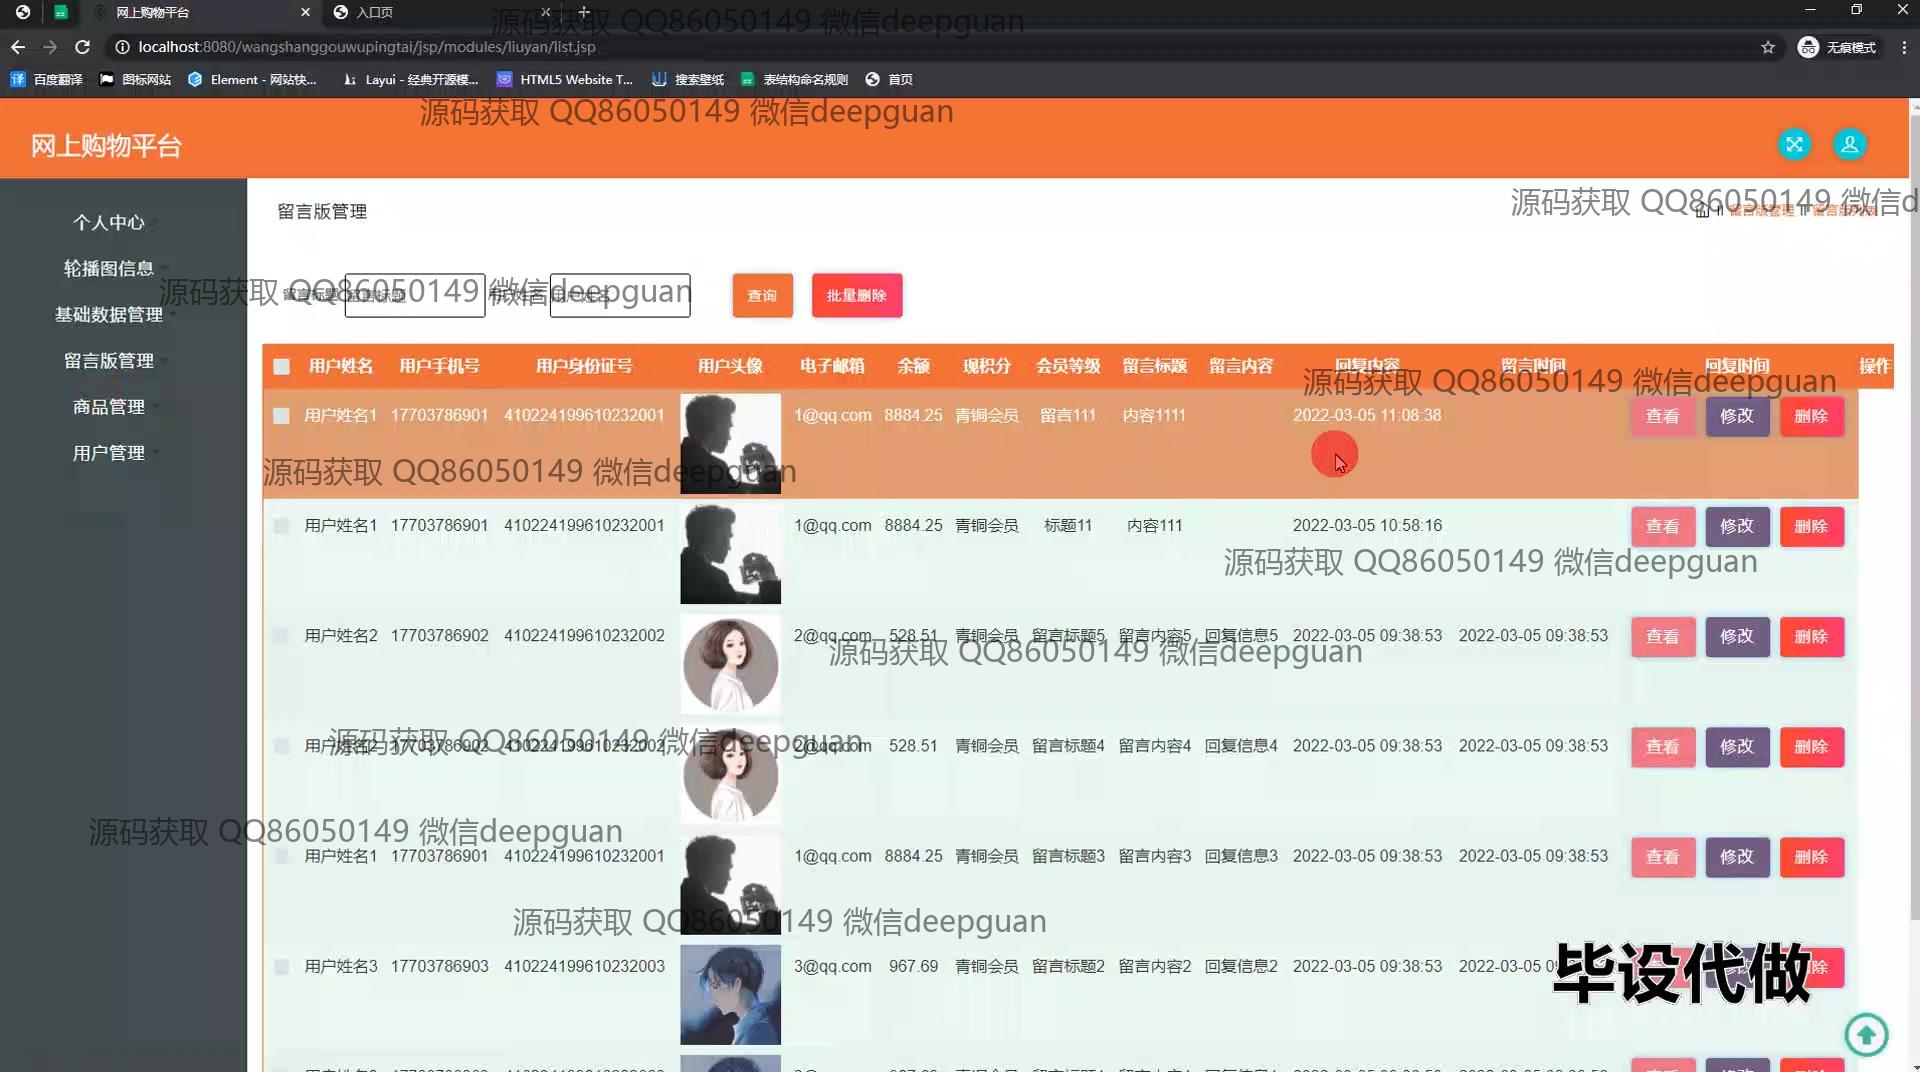 网上购物平台
入口页
源码获取 QQ86050149 微信deepguan
localhost:8080/wangshanggouwupingtai/jsp/modules/liuyan/list.jsp
无痕模式
百度翻译 图标网站 Element - 网站快... Layui - 经典开源模... HTML5 Website T... 搜索壁纸 表结构命名规则 首页
源码获取 QQ86050149 微信deepguan
网上购物平台
源码获取 QQ86050149 微信d
留言版管理
留言版管理
个人中心
轮播图信息
基础数据管理
留言版管理
商品管理
用户管理
源码获取 QQ86050149 微信deepguan
留言标题
用户姓名
查询 批量删除
用户姓名 用户手机号 用户身份证号 用户头像 电子邮箱 余额 现积分 会员等级 留言标题 留言内容 回复内容 留言时间 回复时间 操作
源码获取 QQ86050149 微信deepguan
用户姓名1 17703786901 410224199610232001 1@qq.com 8884.25 青铜会员 留言111 内容1111 2022-03-05 11:08:38 查看 修改 删除
源码获取 QQ86050149 微信deepguan
用户姓名1 17703786901 410224199610232001 1@qq.com 8884.25 青铜会员 标题11 内容111 2022-03-05 10:58:16 查看 修改 删除
源码获取 QQ86050149 微信deepguan
用户姓名2 17703786902 410224199610232002 2@qq.com 528.51 青铜会员 留言标题5 留言内容5 回复信息5 2022-03-05 09:38:53 2022-03-05 09:38:53 查看 修改 删除
源码获取 QQ86050149 微信deepguan
用户姓名2 17703786902 410224199610232002 2@qq.com 528.51 青铜会员 留言标题4 留言内容4 回复信息4 2022-03-05 09:38:53 2022-03-05 09:38:53 查看 修改 删除
源码获取 QQ86050149 微信deepguan
源码获取 QQ86050149 微信deepguan
用户姓名1 17703786901 410224199610232001 1@qq.com 8884.25 青铜会员 留言标题3 留言内容3 回复信息3 2022-03-05 09:38:53 2022-03-05 09:38:53 查看 修改 删除
源码获取 QQ86050149 微信deepguan
用户姓名3 17703786903 410224199610232003 3@qq.com 967.69 青铜会员 留言标题2 留言内容2 回复信息2 2022-03-05 09:38:53 2022-03-05
毕设代做